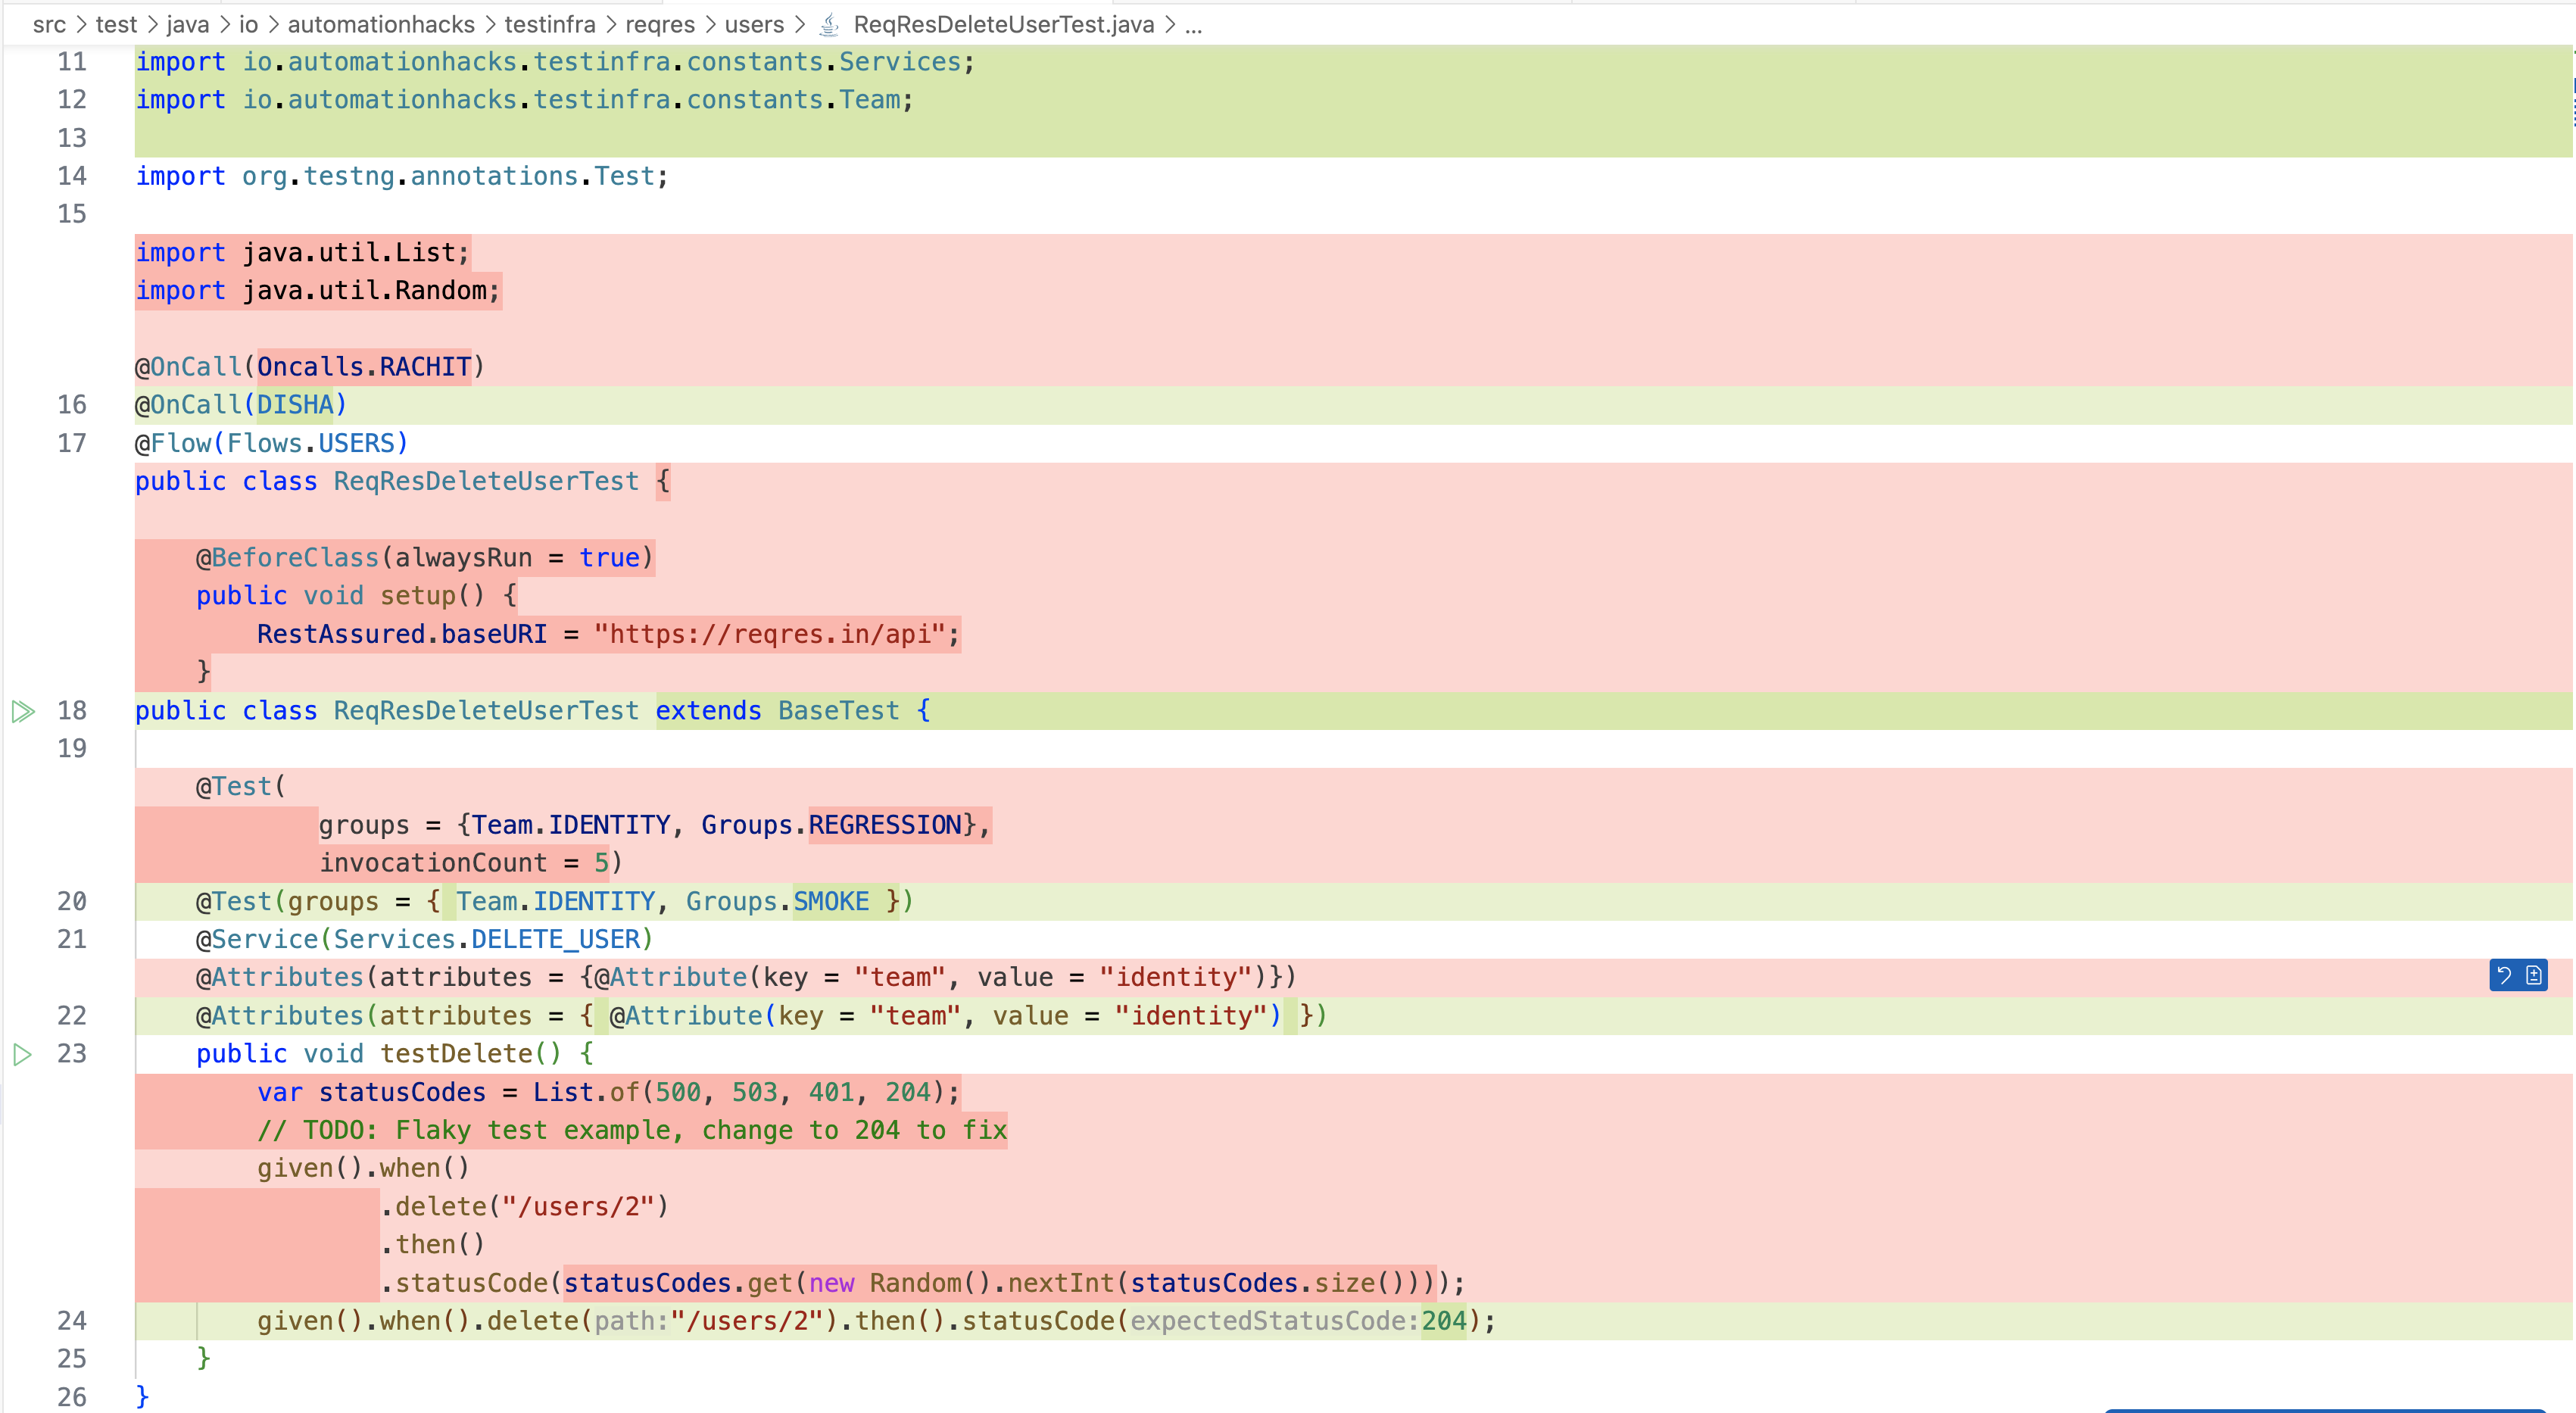 src > test > java > io > automationhacks > testinfra > reqres > users > ReqResDeleteUserTest.java > ...
11 import io.automationhacks.testinfra.constants.Services;
12 import io.automationhacks.testinfra.constants.Team;
13
14 import org.testng.annotations.Test;
15
import java.util.List;
import java.util.Random;
@OnCall(Oncalls.RACHIT)
16 @OnCall(DISHA)
17 @Flow(Flows.USERS)
public class ReqResDeleteUserTest {
@BeforeClass(alwaysRun = true)
public void setup() {
RestAssured.baseURI = "https://reqres.in/api";
}
18 public class ReqResDeleteUserTest extends BaseTest {
19
@Test(
groups = {Team.IDENTITY, Groups.REGRESSION},
invocationCount = 5)
20 @Test(groups = { Team.IDENTITY, Groups.SMOKE })
21 @Service(Services.DELETE_USER)
@Attributes(attributes = {@Attribute(key = "team", value = "identity")})
22 @Attributes(attributes = { @Attribute(key = "team", value = "identity") })
23 public void testDelete() {
var statusCodes = List.of(500, 503, 401, 204);
// TODO: Flaky test example, change to 204 to fix
given().when()
.delete("/users/2")
.then()
.statusCode(statusCodes.get(new Random().nextInt(statusCodes.size())));
24 given().when().delete(path:"/users/2").then().statusCode(expectedStatusCode:204);
25 }
26 }